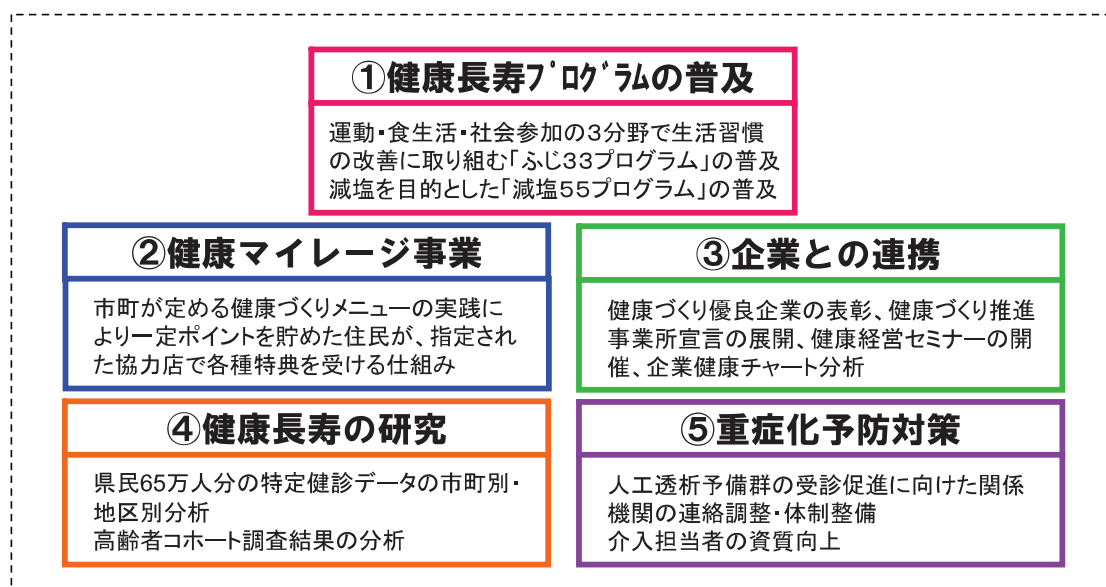 ①健康長寿ﾌﾟﾛｸﾞﾗﾑの普及
運動・食生活・社会参加の3分野で生活習慣
の改善に取り組む「ふじ33プログラム」の普及
減塩を目的とした「減塩55プログラム」の普及
②健康マイレージ事業
市町が定める健康づくりメニューの実践に
より一定ポイントを貯めた住民が、指定され
た協力店で各種特典を受ける仕組み
③企業との連携
健康づくり優良企業の表彰、健康づくり推進
事業所宣言の展開、健康経営セミナーの開
催、企業健康チャート分析
④健康長寿の研究
県民65万人分の特定健診データの市町別・
地区別分析
高齢者コホート調査結果の分析
⑤重症化予防対策
人工透析予備群の受診促進に向けた関係
機関の連絡調整・体制整備
介入担当者の資質向上